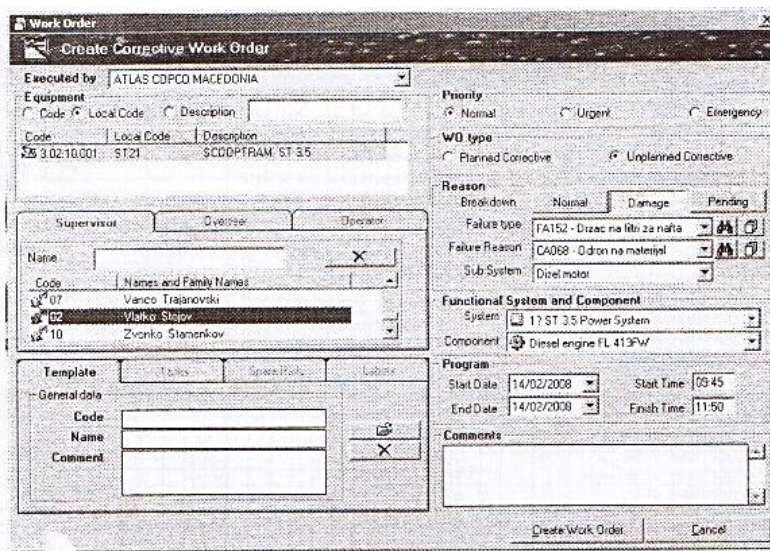 Work Order
Create Corrective Work Order
Executed by ATLAS COPCO MACEDONIA
Equipment
Code Local Code Description
Code Local Code Description
3.02.10.001 ST21 SCOOPTRAM ST 3.5
Supervisor Overseer Operator
Name
Code Names and Family Names
07 Vanco Trajanovski
02 Vlatko Stojov
10 Zvonko Stamenkov
Template Tasks Spare Parts Labors
General data
Code
Name
Comment
Priority
Normal Urgent Emergency
WO type
Planned Corrective Unplanned Corrective
Reason
Breakdown Normal Damage Pending
Failure type FA152 - Drzac na filtri za nafta
Failure Reason CA068 - Odron na materijal
Sub System Dizel motor
Functional System and Component
System ST 3.5 Power System
Component Diesel engine FL 413FW
Program
Start Date 14/02/2008 Start Time 09:45
End Date 14/02/2008 Finish Time 11:50
Comments
Create Work Order Cancel